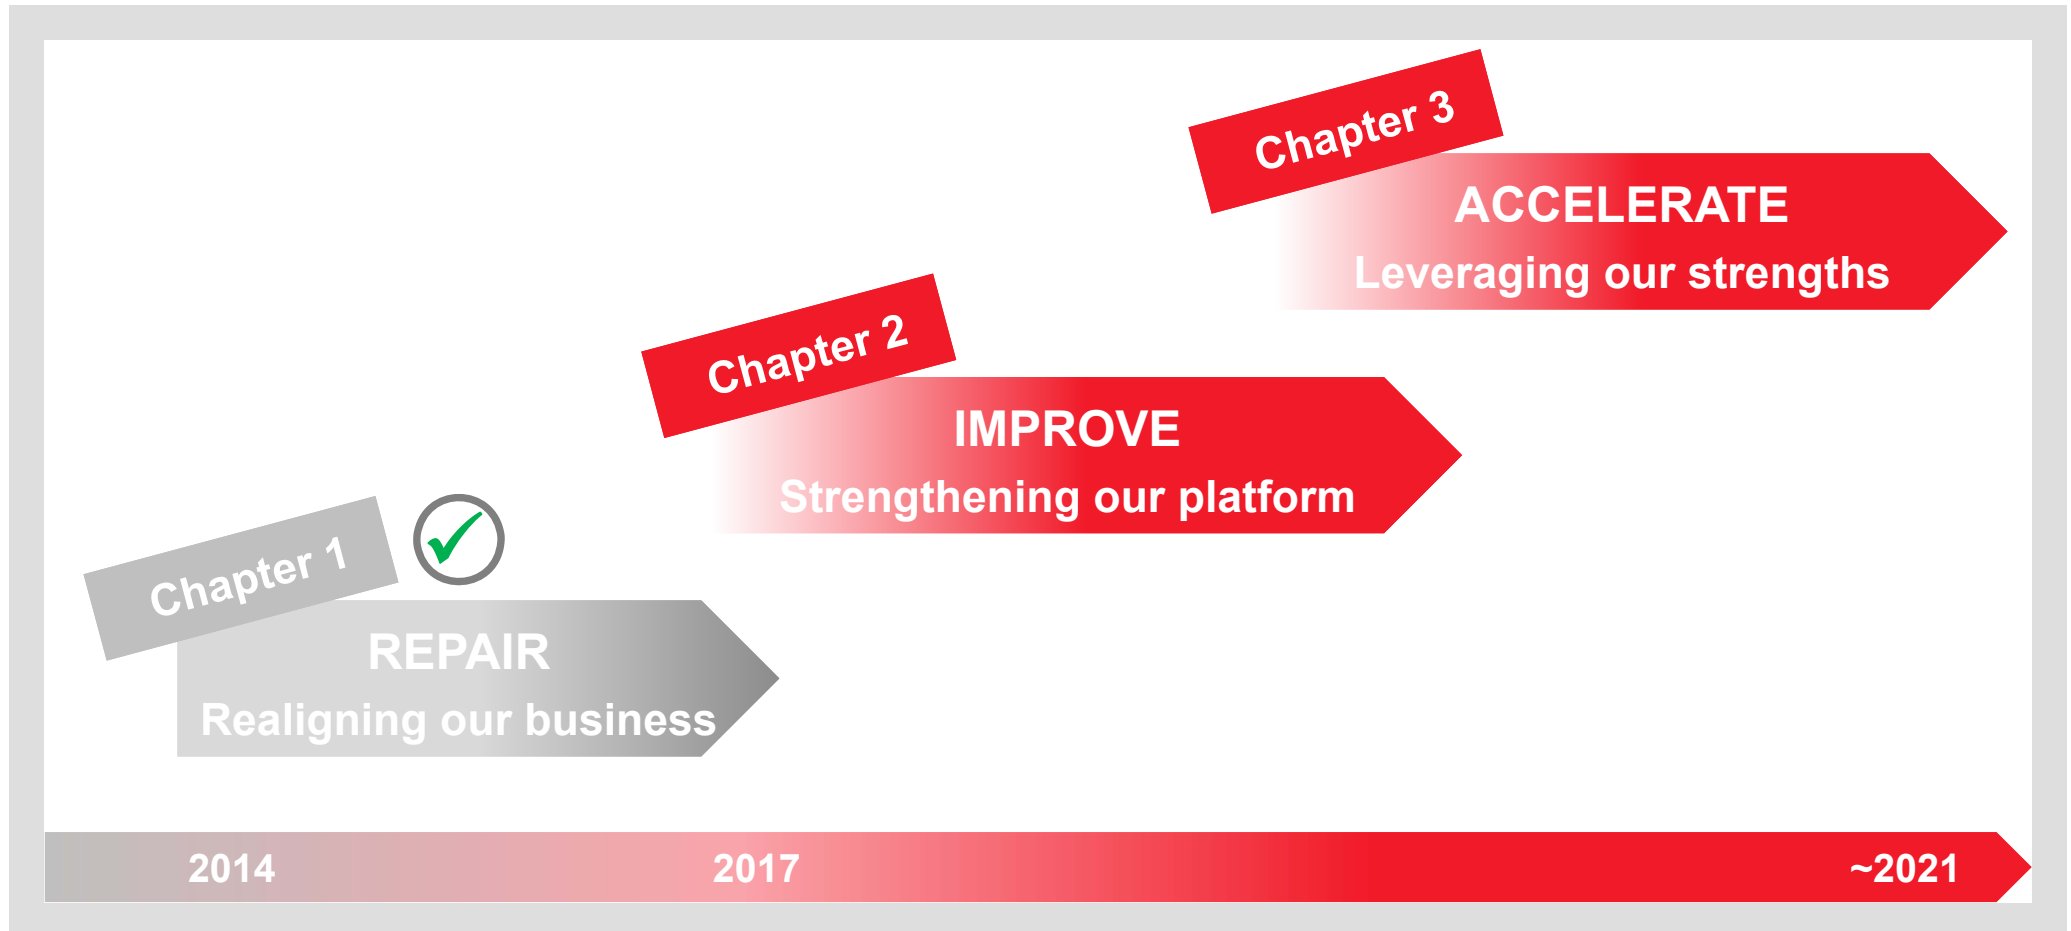 Chapter 3
ACCELERATE
Leveraging our strengths
Chapter 2
IMPROVE
Strengthening our platform
Chapter 1
REPAIR
Realigning our business
2014 2017 ~2021